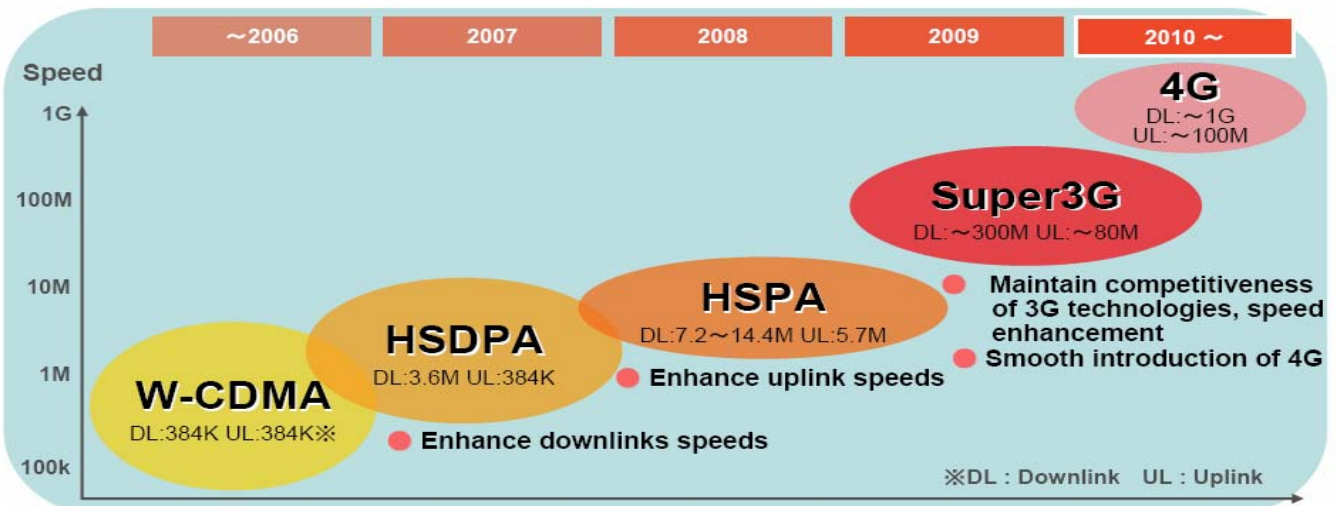 ～2006
2007
2008
2009
2010～
Speed
1G
100M
10M
1M
100k
4G
DL:～1G
UL:～100M
Super3G
DL:～300M UL:～80M
HSPA
DL:7.2～14.4M UL:5.7M
HSDPA
DL:3.6M UL:384K
W-CDMA
DL:384K UL:384K※
Maintain competitiveness
of 3G technologies, speed
enhancement
Smooth introduction of 4G
Enhance uplink speeds
Enhance downlinks speeds
※DL : Downlink UL : Uplink